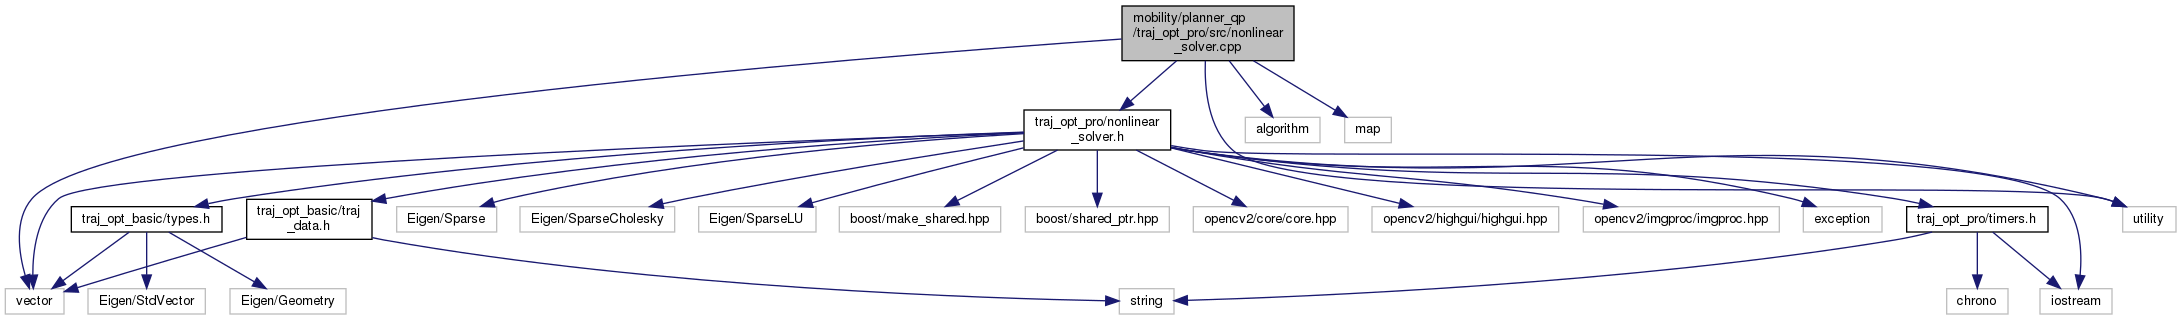 mobility/planner_qp
/traj_opt_pro/src/nonlinear
_solver.cpp
traj_opt_pro/nonlinear
_solver.h
algorithm
map
traj_opt_basic/types.h
traj_opt_basic/traj
_data.h
Eigen/Sparse
Eigen/SparseCholesky
Eigen/SparseLU
boost/make_shared.hpp
boost/shared_ptr.hpp
opencv2/core/core.hpp
opencv2/highgui/highgui.hpp
opencv2/imgproc/imgproc.hpp
exception
traj_opt_pro/timers.h
utility
vector
Eigen/StdVector
Eigen/Geometry
string
chrono
iostream